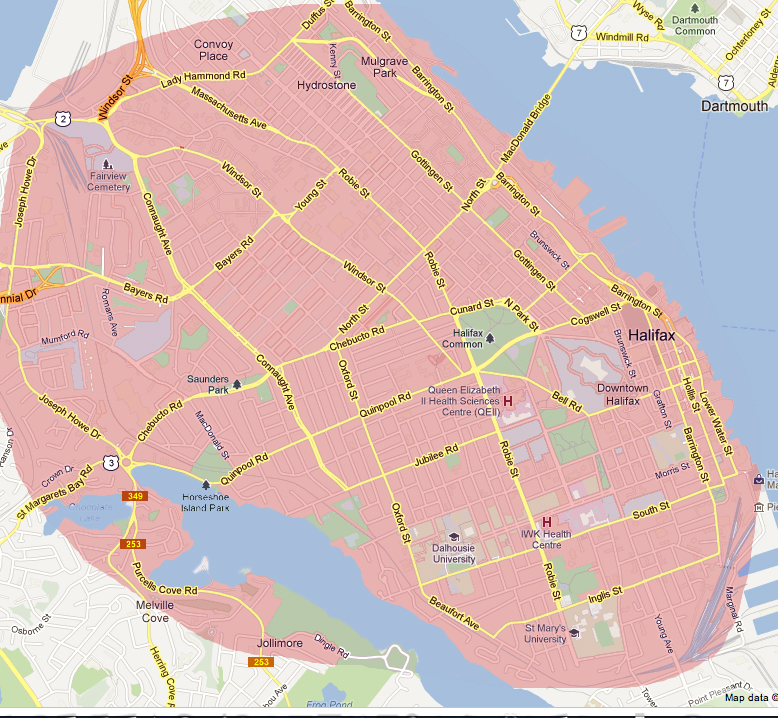 Duffus St
Barrington St
Wyse Rd
Dartmouth
Common
Ochterloney St
7
Windmill Rd
Convoy
Place
Kenny St
Mulgrave
Park
Lady Hammond Rd
Hydrostone
Barrington St
7
Dartmouth
Windsor St
Massachusetts Ave
MacDonald Bridge
2
Joseph Howe Dr
Fairview
Cemetery
Windsor St
Young St
Robie St
Gottingen St
North St
Barrington St
Connaught Ave
Bayers Rd
Brunswick St
Robie St
Gottingen St
Bayers Rd
Windsor St
nnial Dr
Romans Ave
Barrington St
North St
Cunard St
N Park St
Cogswell St
Mumford Rd
Chebucto Rd
Halifax
Common
Halifax
Brunswick St
Connaught Ave
Oxford St
Saunders
Park
Queen Elizabeth
II Health Sciences
Centre (QEII)
H
Bell Rd
Downtown
Halifax
Hollis St
Lower Water St
Grafton St
Joseph Howe Dr
Chebucto Rd
MacDonald St
Quinpool Rd
Hanson Dr
Jubilee Rd
Robie St
Barrington St
3
Quinpool Rd
Crown Dr
St Margarets Bay Rd
Morris St
349
Horseshoe
Island Park
Chocolate
Lake
Oxford St
South St
H
IWK Health
Centre
253
Dalhousie
University
Purcells Cove Rd
Robie St
Inglis St
Marginal Rd
Melville
Cove
Beaufort Ave
St Mary's
University
Young Ave
Osborne St
Jollimore
Dingle Rd
253
Herring Cove R
Point Pleasant D
Tower
Frog Pond
Map data ©